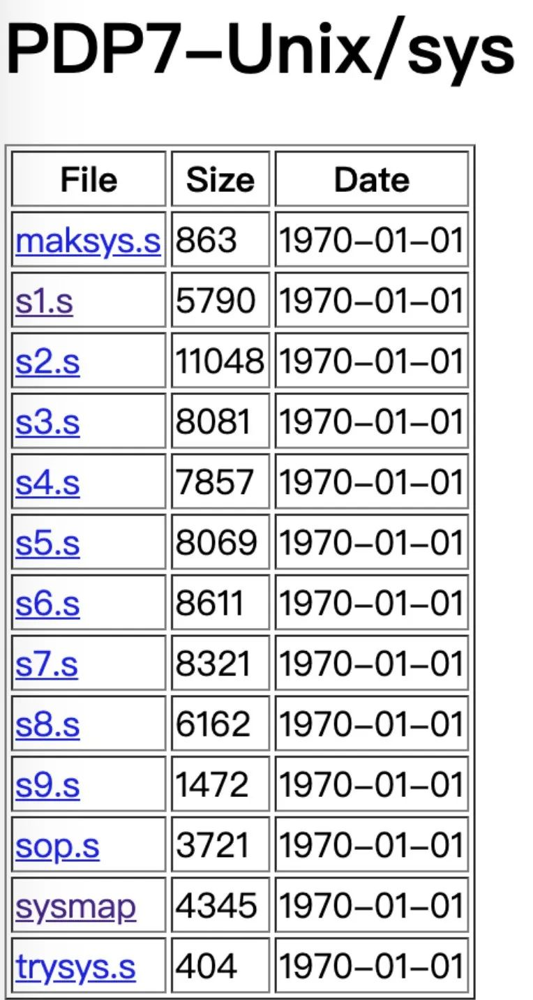 PDP7-Unix/sys
File Size Date
maksys.s 863 1970-01-01
s1.s 5790 1970-01-01
s2.s 11048 1970-01-01
s3.s 8081 1970-01-01
s4.s 7857 1970-01-01
s5.s 8069 1970-01-01
s6.s 8611 1970-01-01
s7.s 8321 1970-01-01
s8.s 6162 1970-01-01
s9.s 1472 1970-01-01
sop.s 3721 1970-01-01
sysmap 4345 1970-01-01
trysys.s 404 1970-01-01